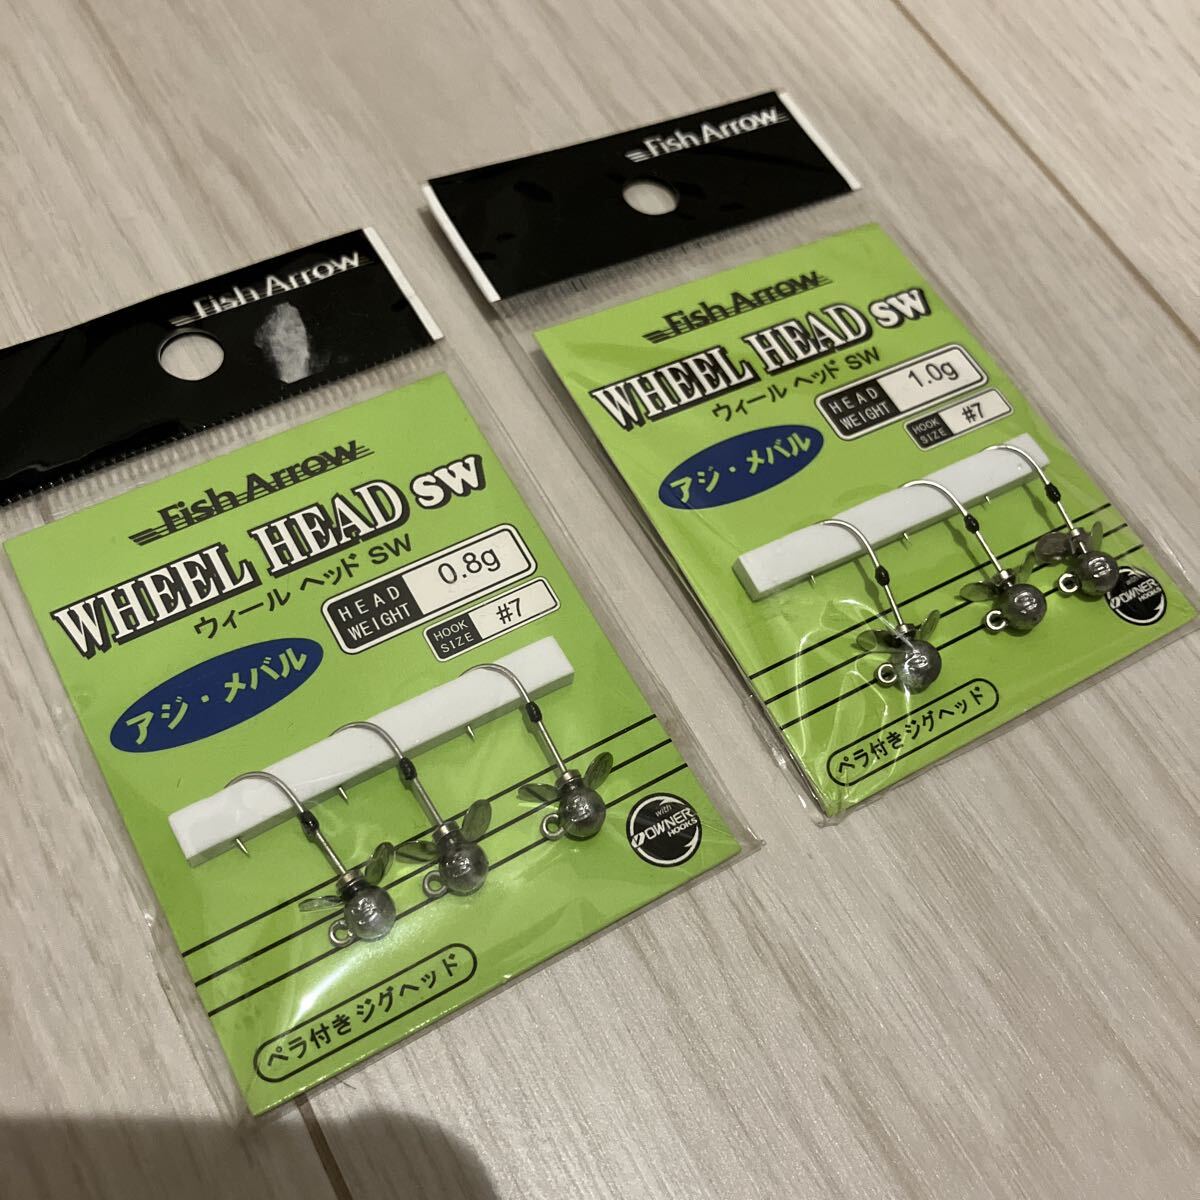 Fish Arrow
Fish Arrow
WHEEL HEAD SW
ウィール ヘッド SW
HEAD WEIGHT 0.8g
HOOK SIZE #7
アジ・メバル
with
OWNER
HOOKS
ペラ付きジグヘッド
Fish Arrow
Fish Arrow
WHEEL HEAD SW
ウィール ヘッド SW
HEAD WEIGHT 1.0g
HOOK SIZE #7
アジ・メバル
with
OWNER
HOOKS
ペラ付きジグヘッド